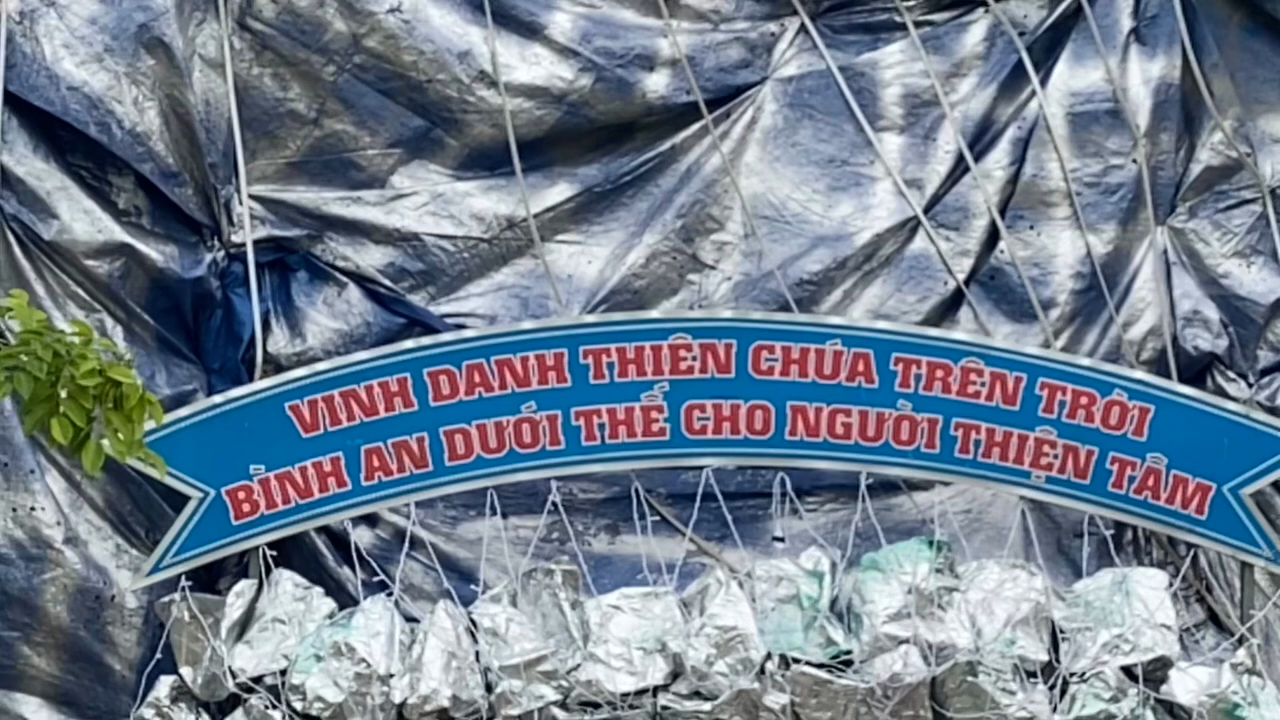 VINH DANH THIÊN CHÚA TRÊN TRỜI
BÌNH AN DƯỚI THẾ CHO NGƯỜI THIỆN TÂM